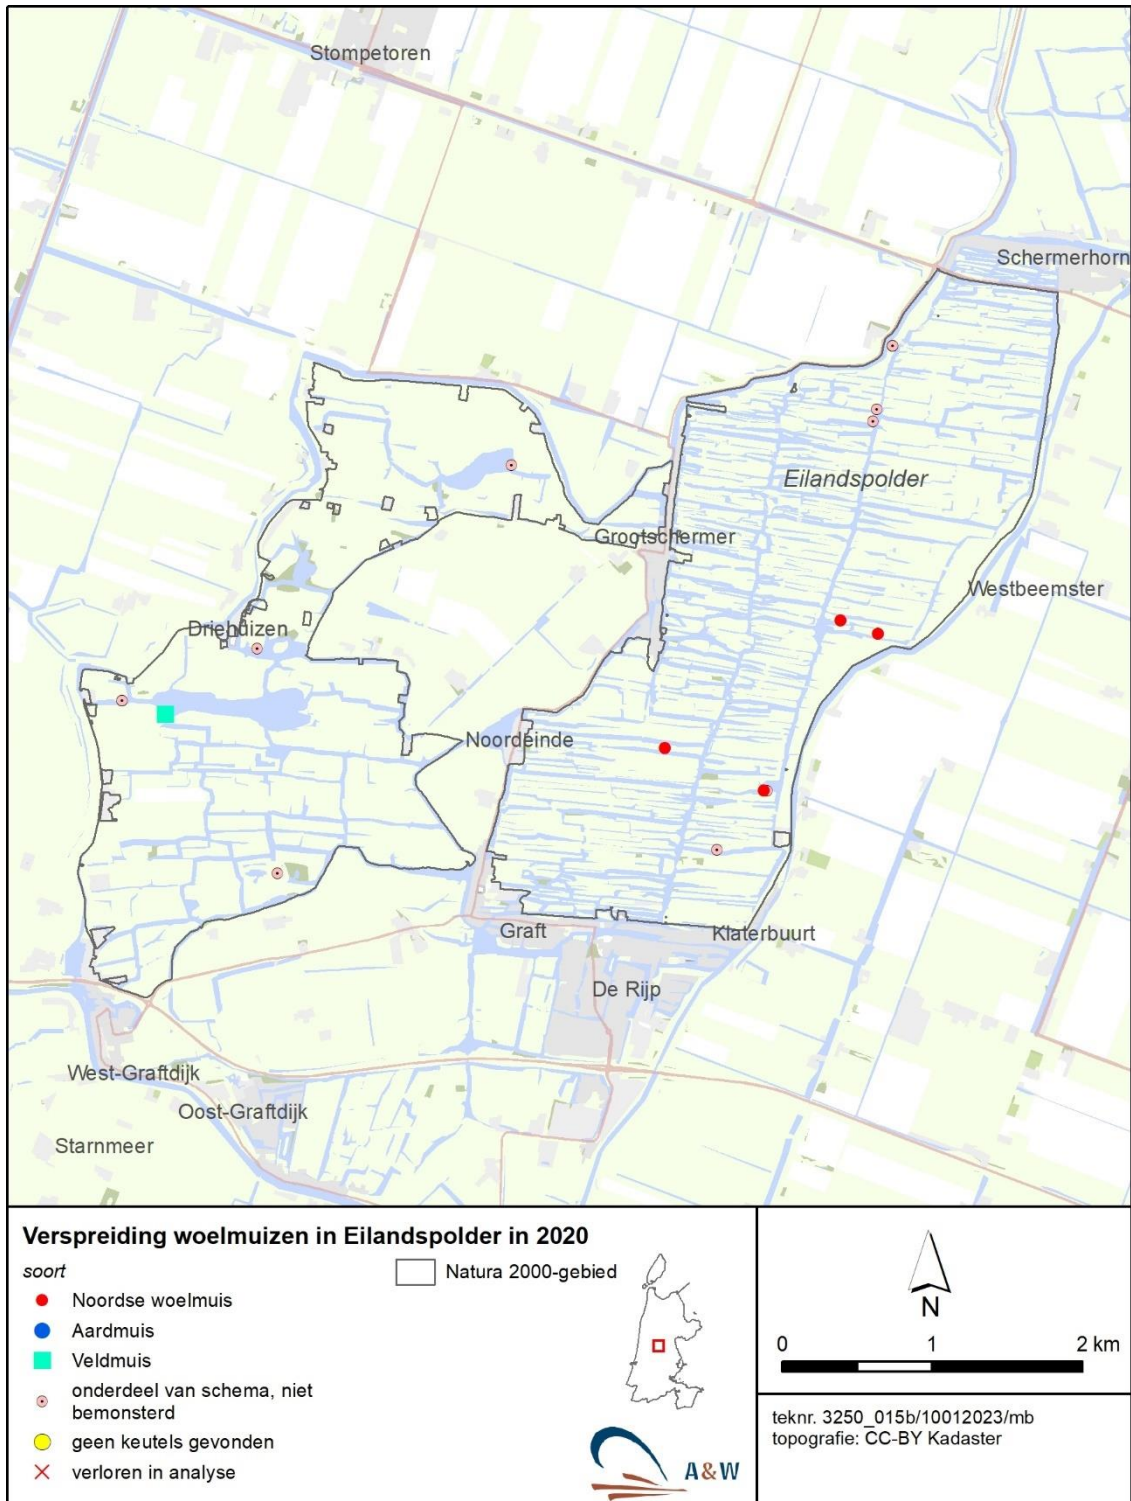 Stompetoren
Schermerhorn
Eilandspolder
Grootschermer
Westbeemster
Driehuizen
Noordeinde
Graft
Klaterbuurt
De Rijp
West-Graftdijk
Oost-Graftdijk
Starnmeer
Verspreiding woelmuizen in Eilandspolder in 2020
soort
Noordse woelmuis
Aardmuis
Veldmuis
onderdeel van schema, niet
bemonsterd
geen keutels gevonden
verloren in analyse
Natura 2000-gebied
A&W
N
0 1 2 km
teknr. 3250_015b/10012023/mb
topografie: CC-BY Kadaster